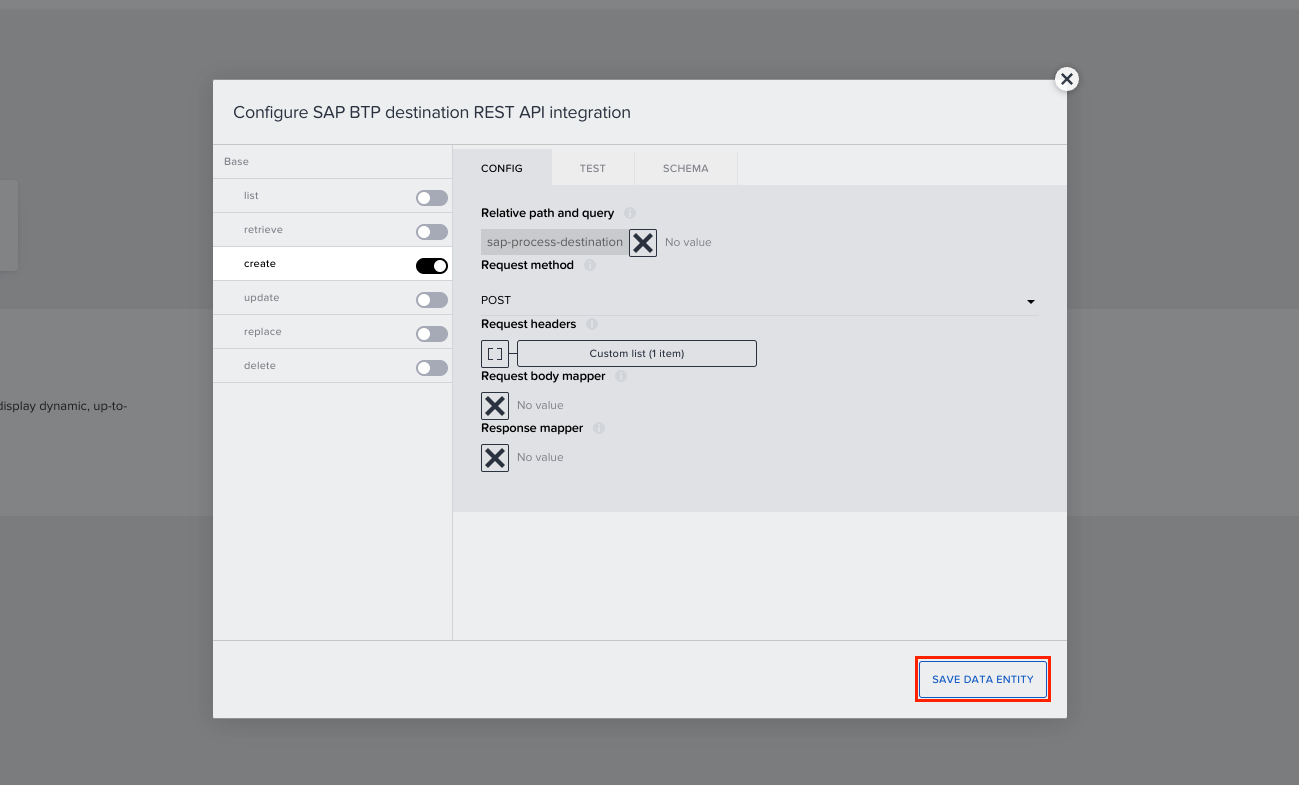 Configure SAP BTP destination REST API integration
Base
list
retrieve
create
update
replace
delete
CONFIG TEST SCHEMA
Relative path and query
sap-process-destination No value
Request method
POST
Request headers
Custom list (1 item)
Request body mapper
No value
Response mapper
No value
display dynamic, up-to-
SAVE DATA ENTITY